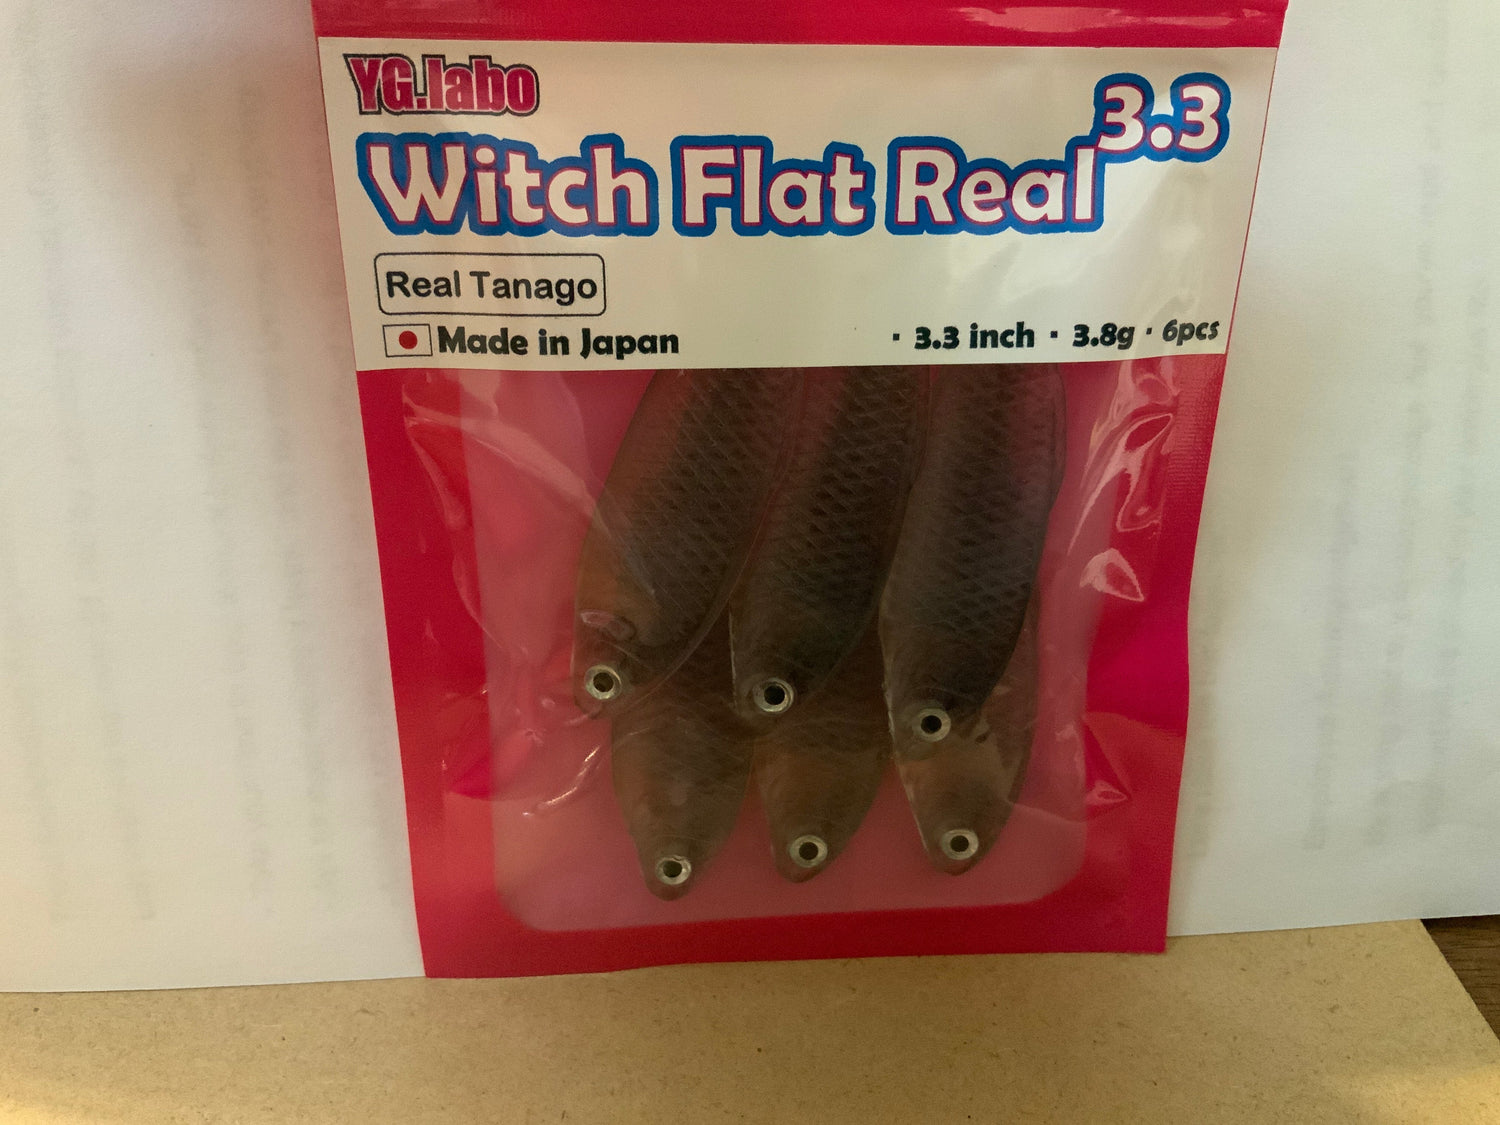 YG.labo
Witch Flat Real 3.3
Real Tanago
Made in Japan
· 3.3 inch · 3.8g · 6pcs